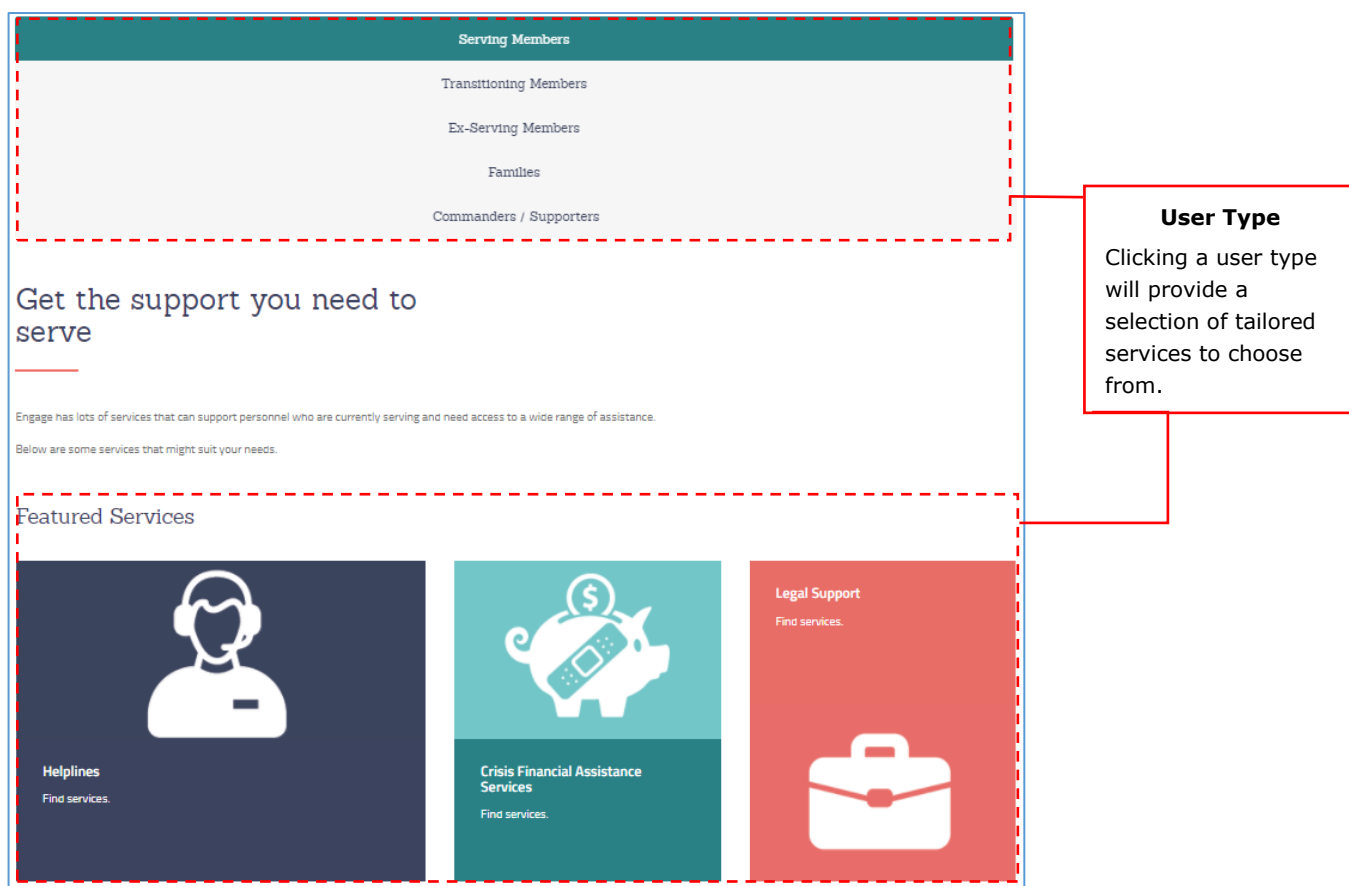 Serving Members
Transitioning Members
Ex-Serving Members
Families
Commanders / Supporters
User Type
Clicking a user type
will provide a
selection of tailored
services to choose
from.
Get the support you need to
serve
Engage has lots of services that can support personnel who are currently serving and need access to a wide range of assistance.
Below are some services that might suit your needs.
Featured Services
$
Helplines
Find services.
Crisis Financial Assistance
Services
Find services.
Legal Support
Find services.